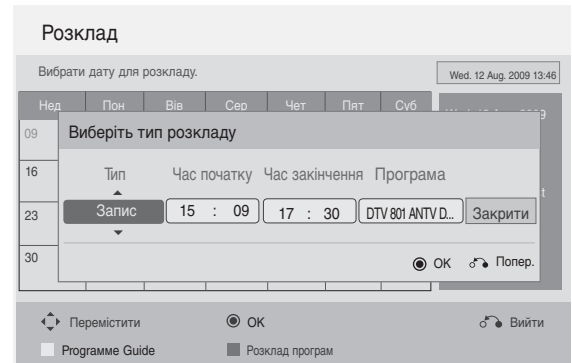 Розклад
Вибрати дату для розкладу.
Wed. 12 Aug. 2009 13:46
Нед Пон Вів Сер Чет Пят Суб
09
Виберіть тип розкладу
16
Тип Час початку Час закінчення Програма
23
Запис 15 : 09 17 : 30 DTV 801 ANTV D... Закрити
30
OK Попер.
Перемістити OK Вийти
Programme Guide Розклад програм